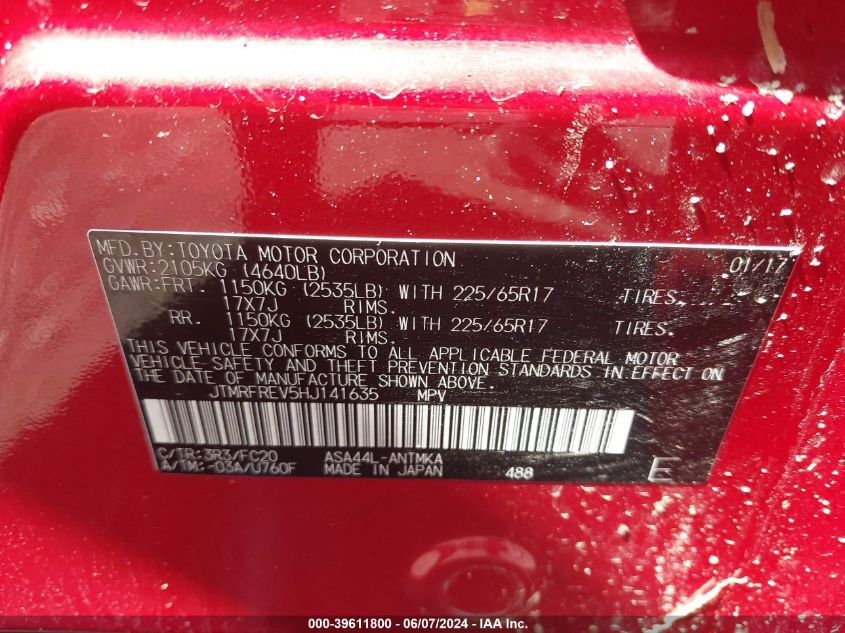 MFD.BY:TOYOTA MOTOR CORPORATION 01/17
GVWR:2105KG (4640LB)
GAWR:FRT. 1150KG (2535LB) WITH 225/65R17 TIRES.
17X7J RIMS.
RR. 1150KG (2535LB) WITH 225/65R17 TIRES.
17X7J RIMS.
THIS VEHICLE CONFORMS TO ALL APPLICABLE FEDERAL MOTOR
VEHICLE SAFETY AND THEFT PREVENTION STANDARDS IN EFFECT ON
THE DATE OF MANUFACTURE SHOWN ABOVE.
JTMRFREV5HJ141635 MPV
C/TR:3R3/FC20 ASA44L-ANTMKA
A/TM:-03A/U760F MADE IN JAPAN 488 E
000-39611800 - 06/07/2024 - IAA Inc.